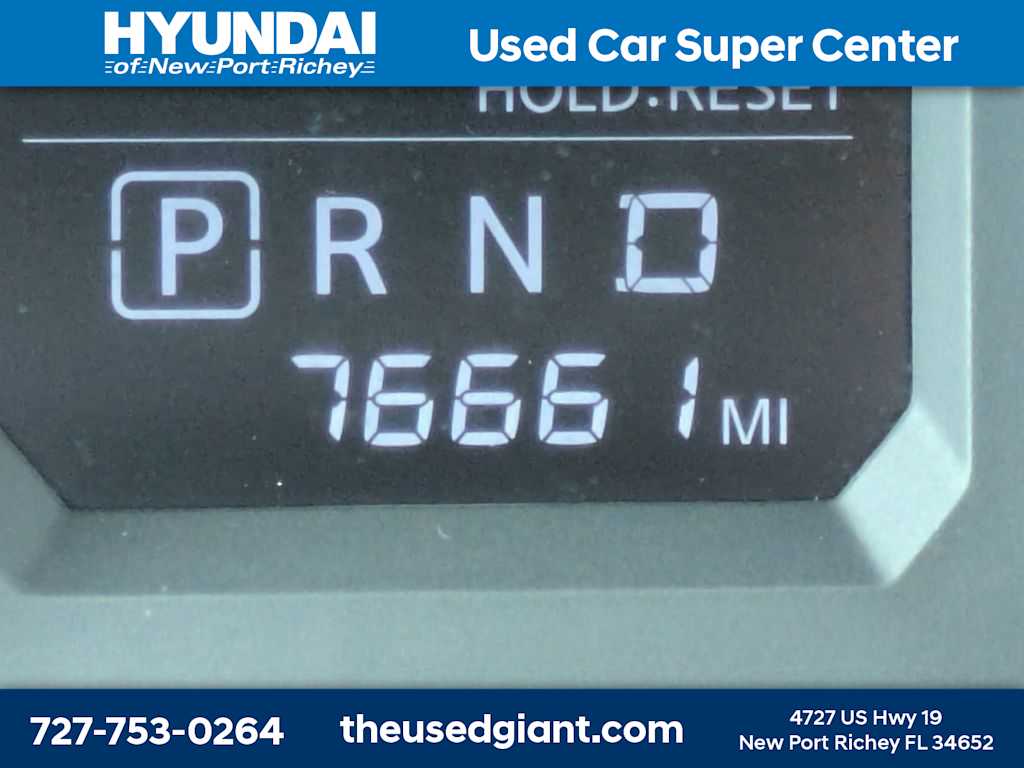 HYUNDAI
of New Port Richey
Used Car Super Center
HOLD:RESET
P R N D
76661 MI
727-753-0264
theusedgiant.com
4727 US Hwy 19
New Port Richey FL 34652